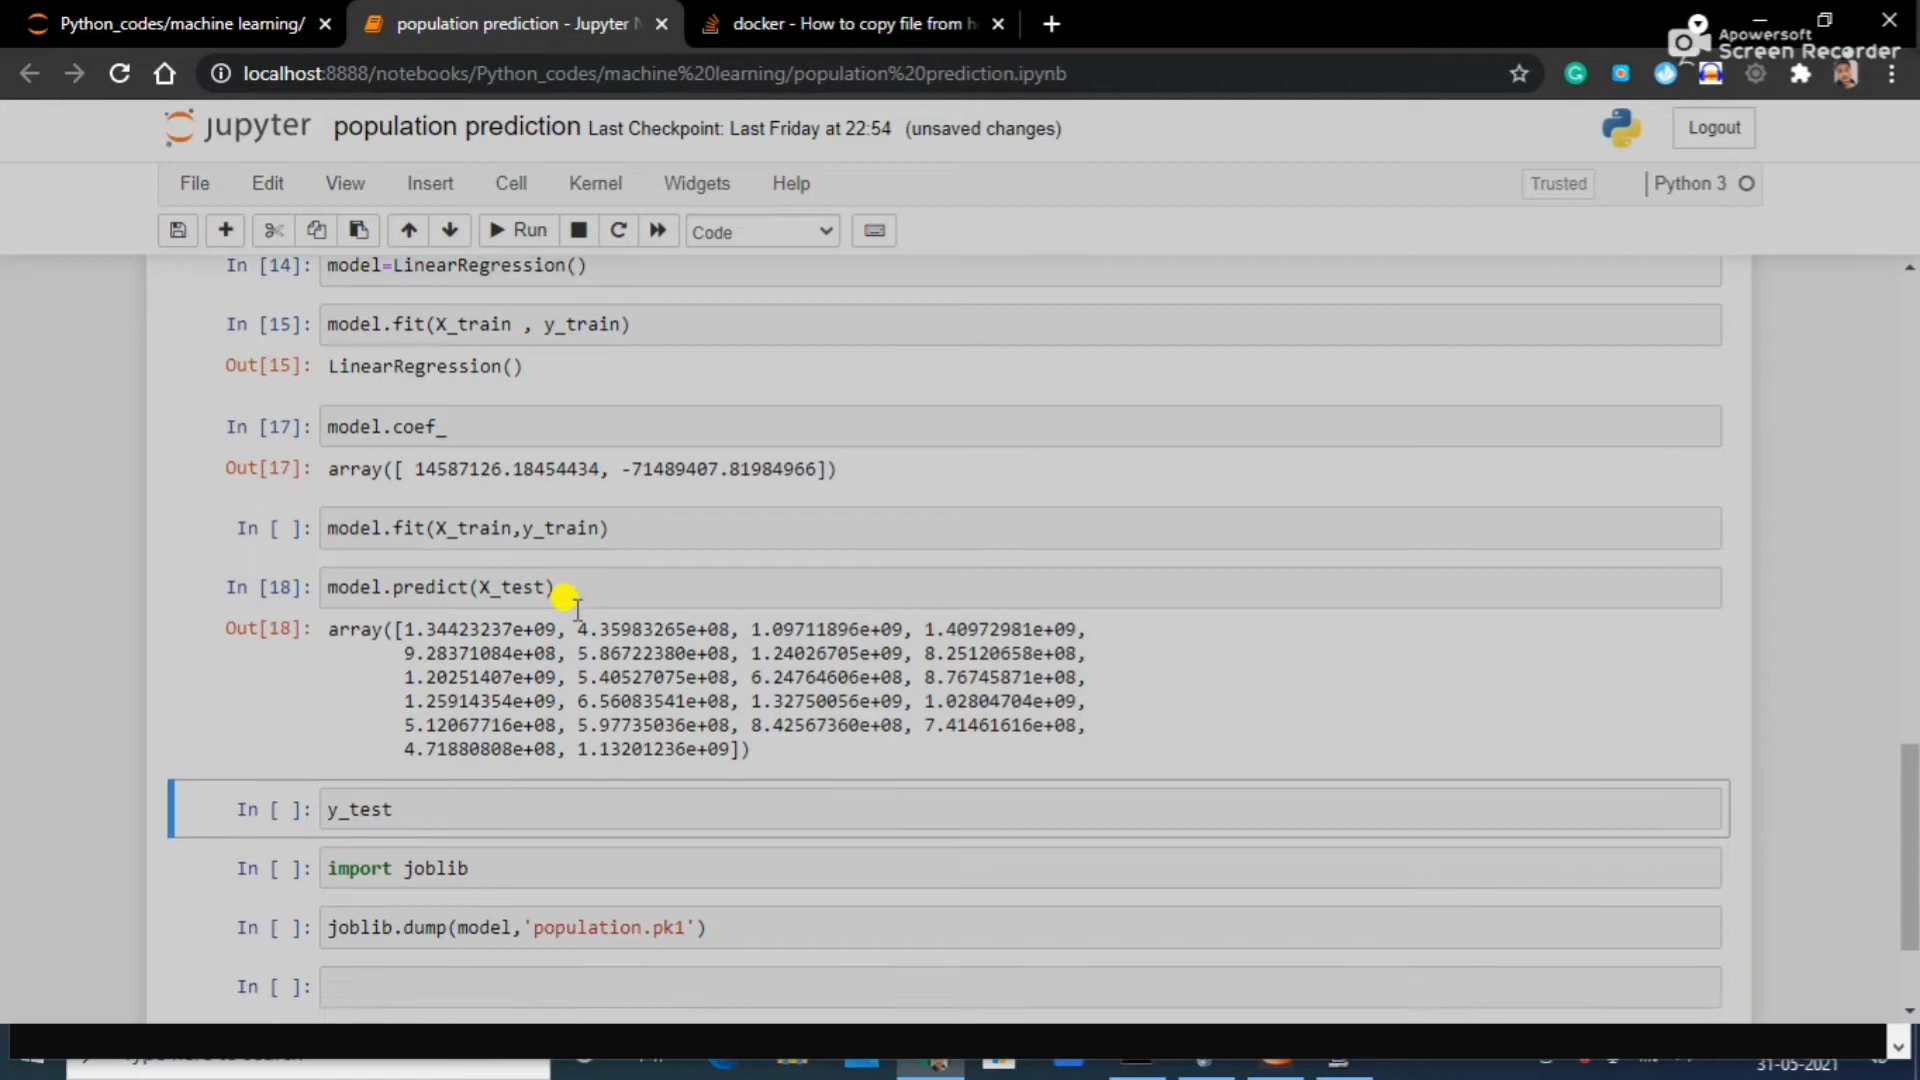 Python_codes/machine learning/
population prediction - Jupyter N
docker - How to copy file from h
Apowersoft
Screen Recorder
localhost:8888/notebooks/Python_codes/machine%20learning/population%20prediction.ipynb
jupyter population prediction Last Checkpoint: Last Friday at 22:54 (unsaved changes)
Logout
File Edit View Insert Cell Kernel Widgets Help
Trusted
Python 3
Run
Code
In [14]: model=LinearRegression()
In [15]: model.fit(X_train , y_train)
Out[15]: LinearRegression()
In [17]: model.coef_
Out[17]: array([ 14587126.18454434, -71489407.81984966])
In [ ]: model.fit(X_train,y_train)
In [18]: model.predict(X_test)
Out[18]: array([1.34423237e+09, 4.35983265e+08, 1.09711896e+09, 1.40972981e+09,
9.28371084e+08, 5.86722380e+08, 1.24026705e+09, 8.25120658e+08,
1.20251407e+09, 5.40527075e+08, 6.24764606e+08, 8.76745871e+08,
1.25914354e+09, 6.56083541e+08, 1.32750056e+09, 1.02804704e+09,
5.12067716e+08, 5.97735036e+08, 8.42567360e+08, 7.41461616e+08,
4.71880808e+08, 1.13201236e+09])
In [ ]: y_test
In [ ]: import joblib
In [ ]: joblib.dump(model,'population.pk1')
In [ ]:
31-05-2021